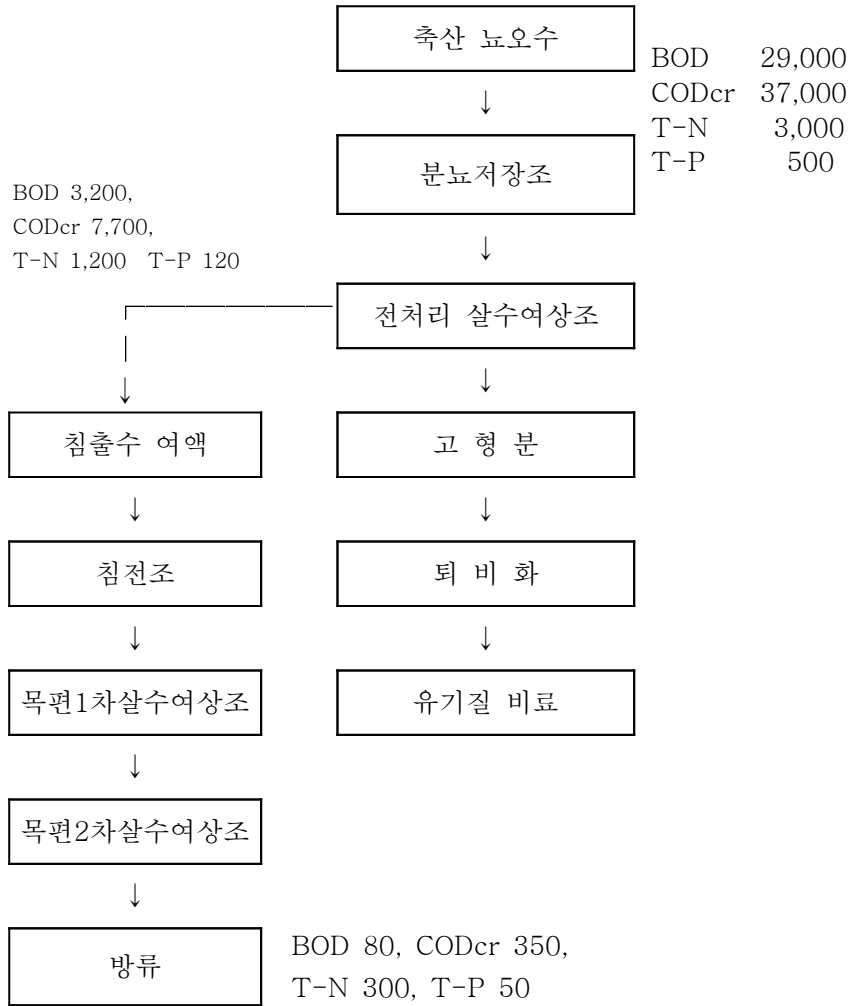 축산 뇨오수
BOD 29,000
CODcr 37,000
T-N 3,000
T-P 500
↓
분뇨저장조
BOD 3,200,
CODcr 7,700,
T-N 1,200 T-P 120
↓
전처리 살수여상조
↓
↓
침출수 여액
고 형 분
↓
↓
침전조
퇴 비 화
↓
↓
목편1차살수여상조
유기질 비료
↓
목편2차살수여상조
↓
방류
BOD 80, CODcr 350,
T-N 300, T-P 50